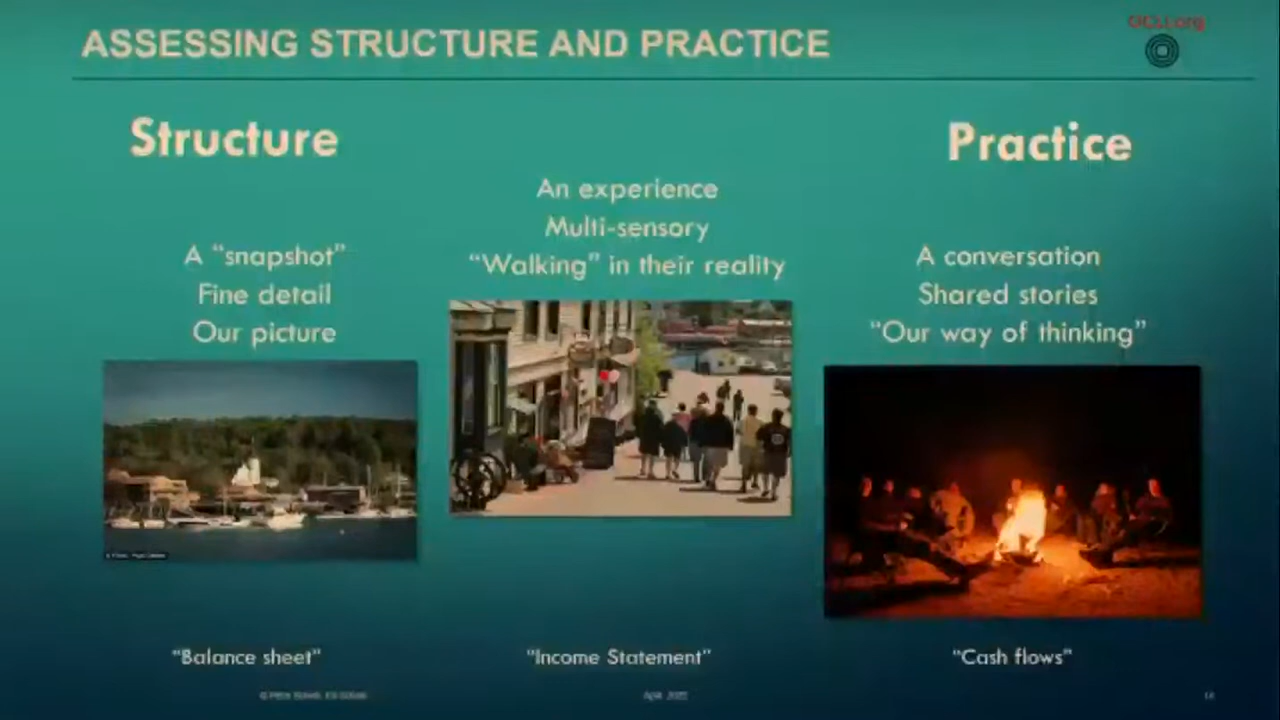 ASSESSING STRUCTURE AND PRACTICE
Structure
Practice
An experience
Multi-sensory
“Walking” in their reality
A “snapshot”
Fine detail
Our picture
A conversation
Shared stories
“Our way of thinking”
“Balance sheet”
“Income Statement”
“Cash flows”